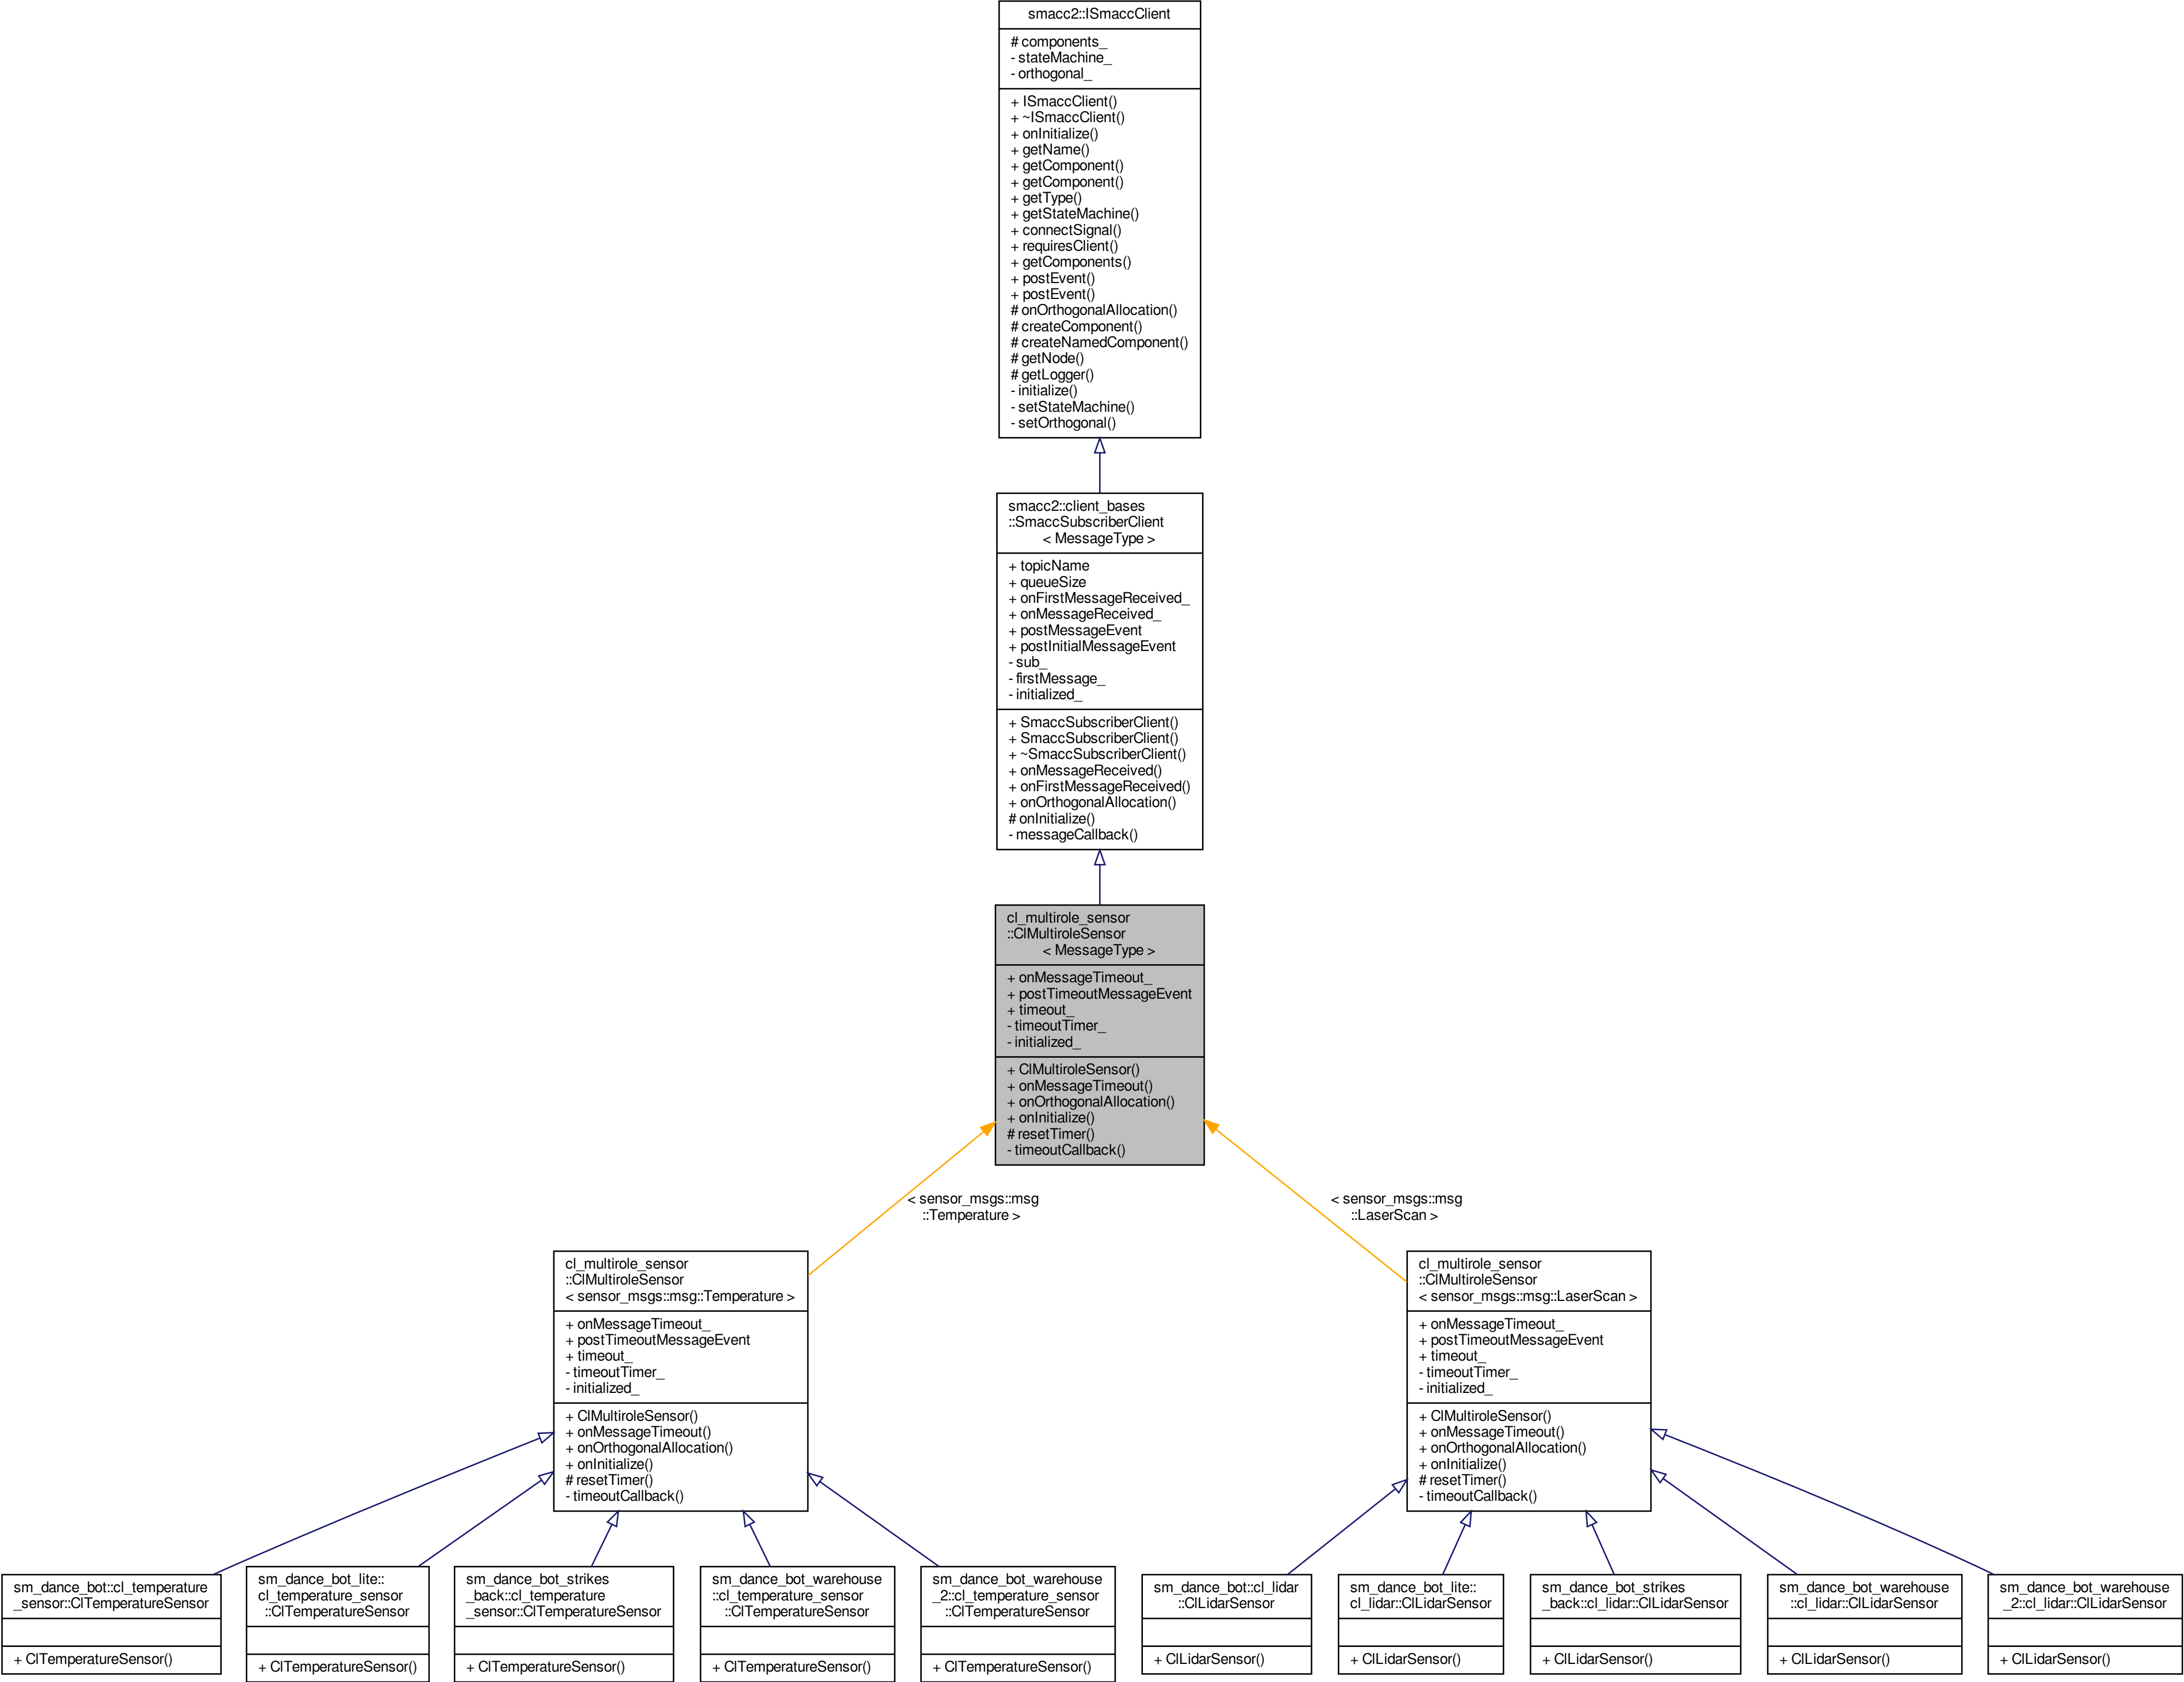 smacc2::ISmaccClient
# components_
- stateMachine_
- orthogonal_
+ ISmaccClient()
+ ~ISmaccClient()
+ onInitialize()
+ getName()
+ getComponent()
+ getComponent()
+ getType()
+ getStateMachine()
+ connectSignal()
+ requiresClient()
+ getComponents()
+ postEvent()
+ postEvent()
# onOrthogonalAllocation()
# createComponent()
# createNamedComponent()
# getNode()
# getLogger()
- initialize()
- setStateMachine()
- setOrthogonal()
smacc2::client_bases
::SmaccSubscriberClient
< MessageType >
+ topicName
+ queueSize
+ onFirstMessageReceived_
+ onMessageReceived_
+ postMessageEvent
+ postInitialMessageEvent
- sub_
- firstMessage_
- initialized_
+ SmaccSubscriberClient()
+ SmaccSubscriberClient()
+ ~SmaccSubscriberClient()
+ onMessageReceived()
+ onFirstMessageReceived()
+ onOrthogonalAllocation()
# onInitialize()
- messageCallback()
cl_multirole_sensor
::ClMultiroleSensor
< MessageType >
+ onMessageTimeout_
+ postTimeoutMessageEvent
+ timeout_
- timeoutTimer_
- initialized_
+ ClMultiroleSensor()
+ onMessageTimeout()
+ onOrthogonalAllocation()
+ onInitialize()
# resetTimer()
- timeoutCallback()
< sensor_msgs::msg
::Temperature >
< sensor_msgs::msg
::LaserScan >
cl_multirole_sensor
::ClMultiroleSensor
< sensor_msgs::msg::Temperature >
+ onMessageTimeout_
+ postTimeoutMessageEvent
+ timeout_
- timeoutTimer_
- initialized_
+ ClMultiroleSensor()
+ onMessageTimeout()
+ onOrthogonalAllocation()
+ onInitialize()
# resetTimer()
- timeoutCallback()
cl_multirole_sensor
::ClMultiroleSensor
< sensor_msgs::msg::LaserScan >
+ onMessageTimeout_
+ postTimeoutMessageEvent
+ timeout_
- timeoutTimer_
- initialized_
+ ClMultiroleSensor()
+ onMessageTimeout()
+ onOrthogonalAllocation()
+ onInitialize()
# resetTimer()
- timeoutCallback()
sm_dance_bot::cl_temperature
_sensor::ClTemperatureSensor
+ ClTemperatureSensor()
sm_dance_bot_lite::
cl_temperature_sensor
::ClTemperatureSensor
+ ClTemperatureSensor()
sm_dance_bot_strikes
_back::cl_temperature
_sensor::ClTemperatureSensor
+ ClTemperatureSensor()
sm_dance_bot_warehouse
::cl_temperature_sensor
::ClTemperatureSensor
+ ClTemperatureSensor()
sm_dance_bot_warehouse
_2::cl_temperature_sensor
::ClTemperatureSensor
+ ClTemperatureSensor()
sm_dance_bot::cl_lidar
::ClLidarSensor
+ ClLidarSensor()
sm_dance_bot_lite::
cl_lidar::ClLidarSensor
+ ClLidarSensor()
sm_dance_bot_strikes
_back::cl_lidar::ClLidarSensor
+ ClLidarSensor()
sm_dance_bot_warehouse
::cl_lidar::ClLidarSensor
+ ClLidarSensor()
sm_dance_bot_warehouse
_2::cl_lidar::ClLidarSensor
+ ClLidarSensor()